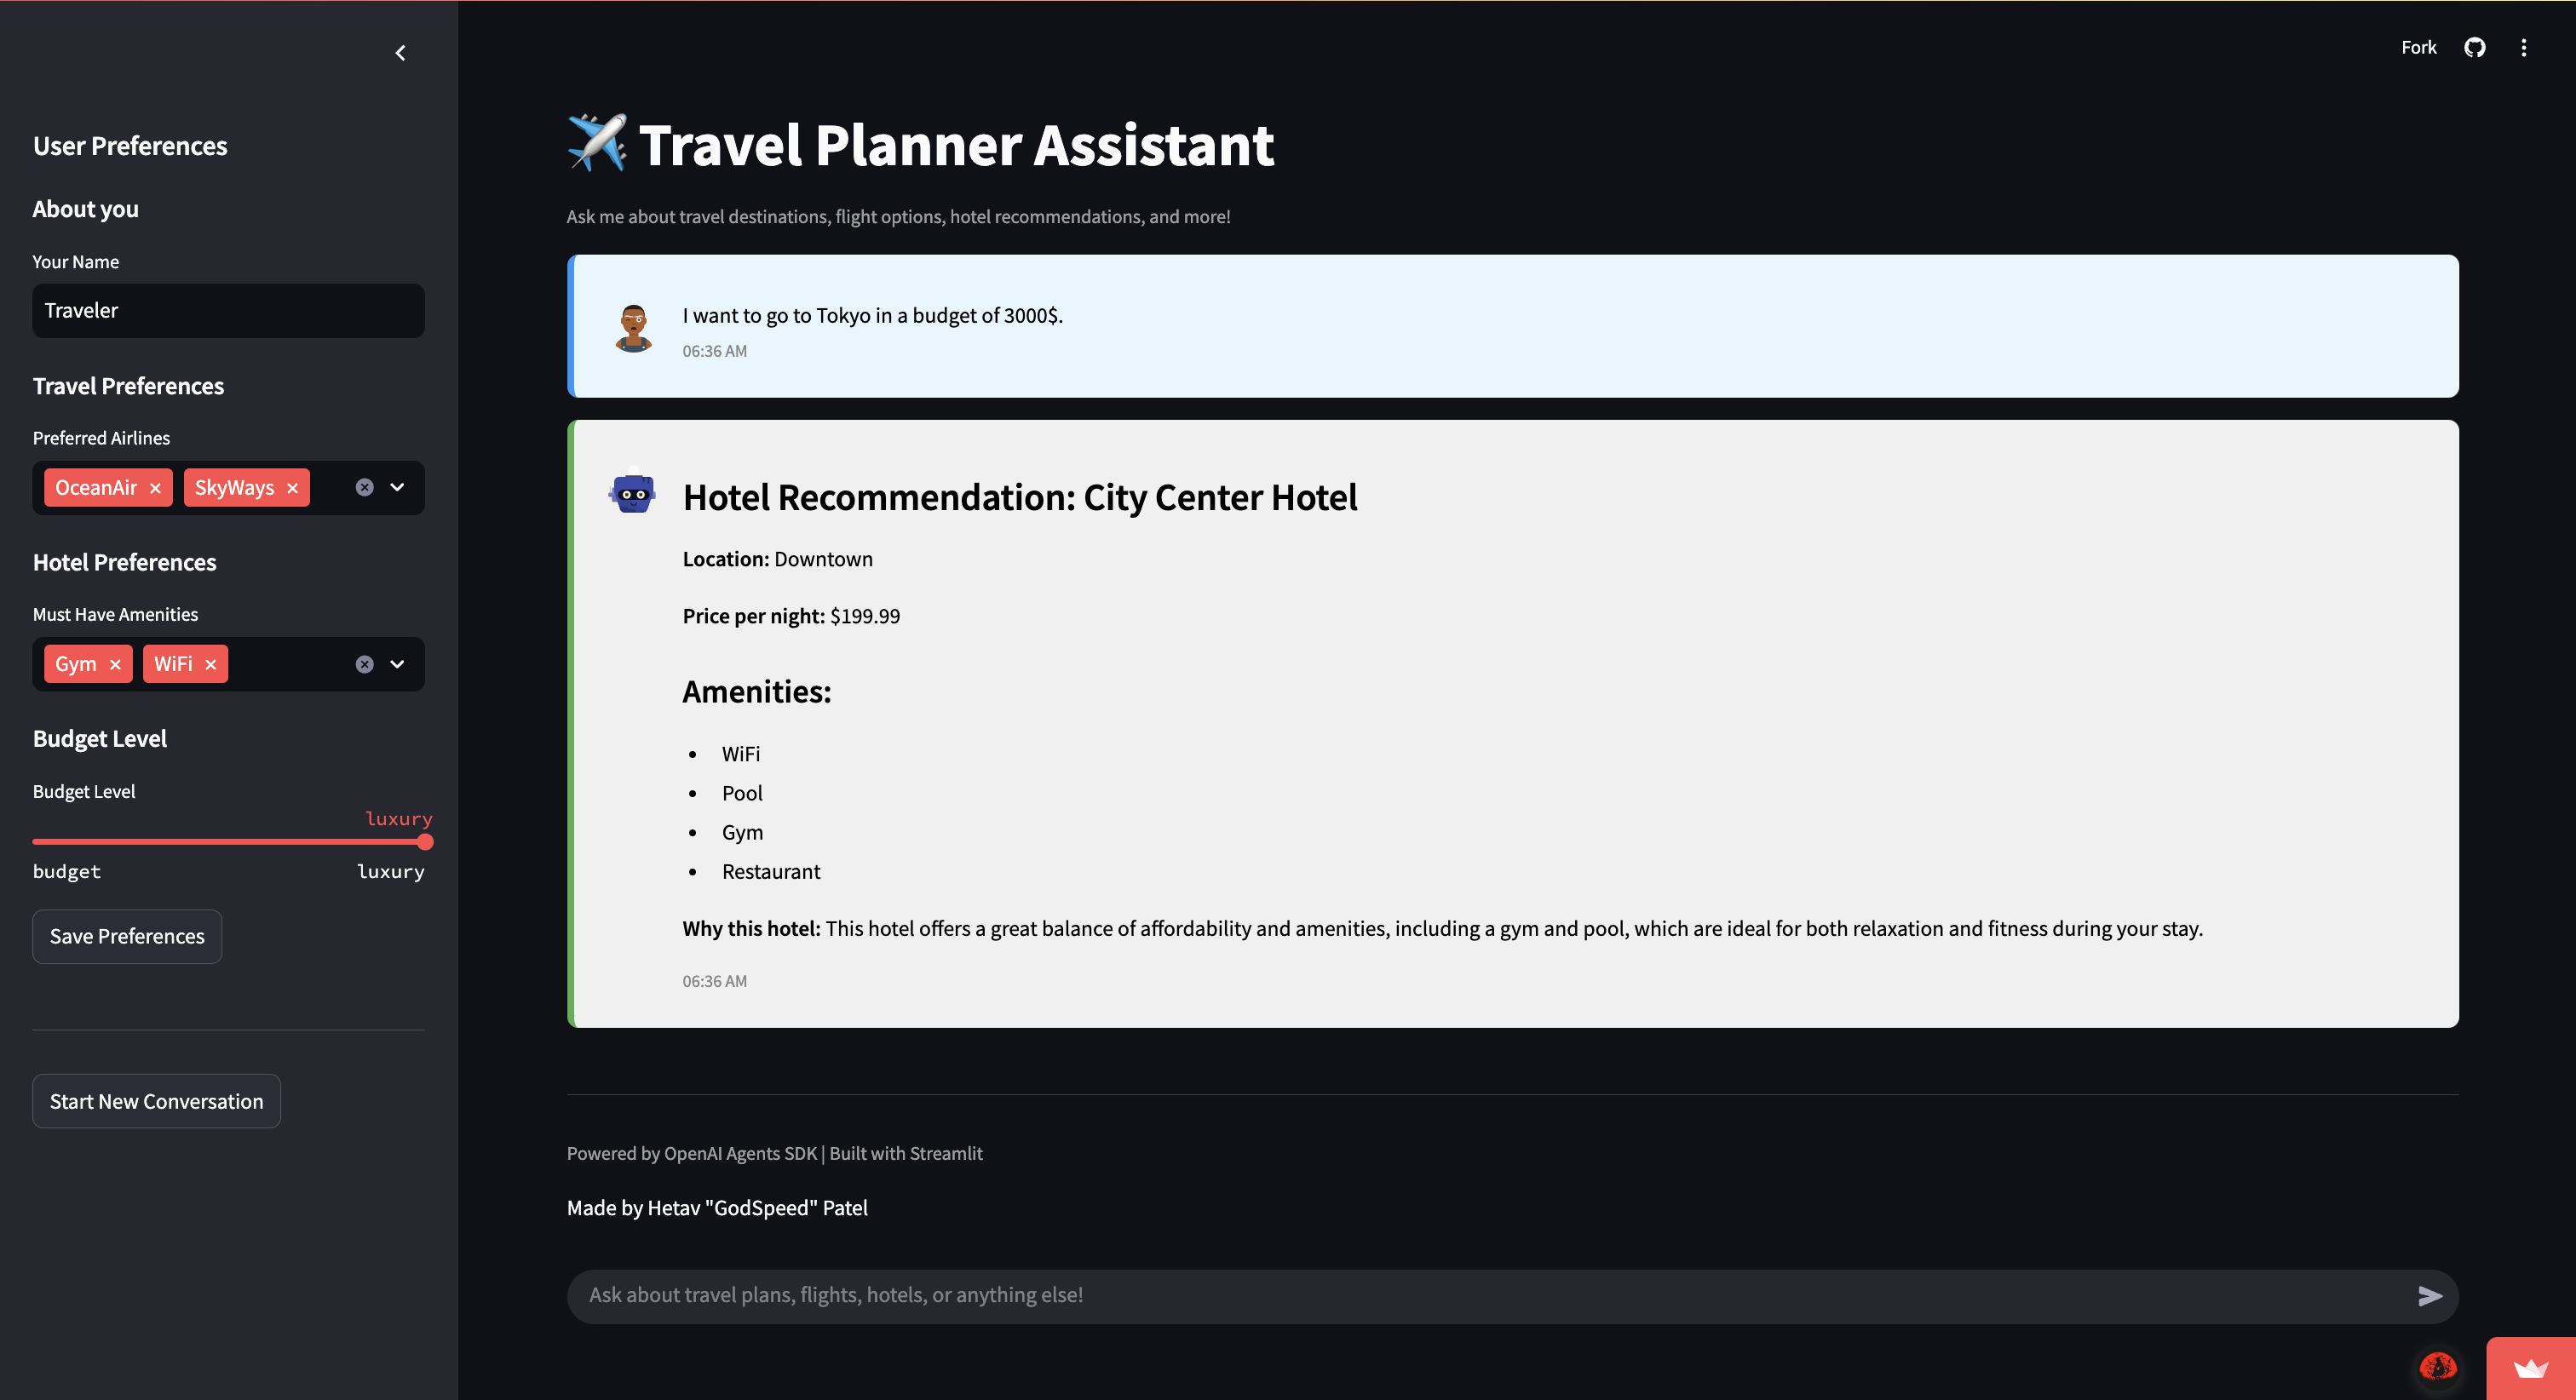 User Preferences
About you
Your Name
Traveler
Travel Preferences
Preferred Airlines
OceanAir SkyWays
Hotel Preferences
Must Have Amenities
Gym WiFi
Budget Level
Budget Level
luxury
budget luxury
Save Preferences
Start New Conversation
Fork
Travel Planner Assistant
Ask me about travel destinations, flight options, hotel recommendations, and more!
I want to go to Tokyo in a budget of 3000$.
06:36 AM
Hotel Recommendation: City Center Hotel
Location: Downtown
Price per night: $199.99
Amenities:
• WiFi
• Pool
• Gym
• Restaurant
Why this hotel: This hotel offers a great balance of affordability and amenities, including a gym and pool, which are ideal for both relaxation and fitness during your stay.
06:36 AM
Powered by OpenAI Agents SDK | Built with Streamlit
Made by Hetav "GodSpeed" Patel
Ask about travel plans, flights, hotels, or anything else!